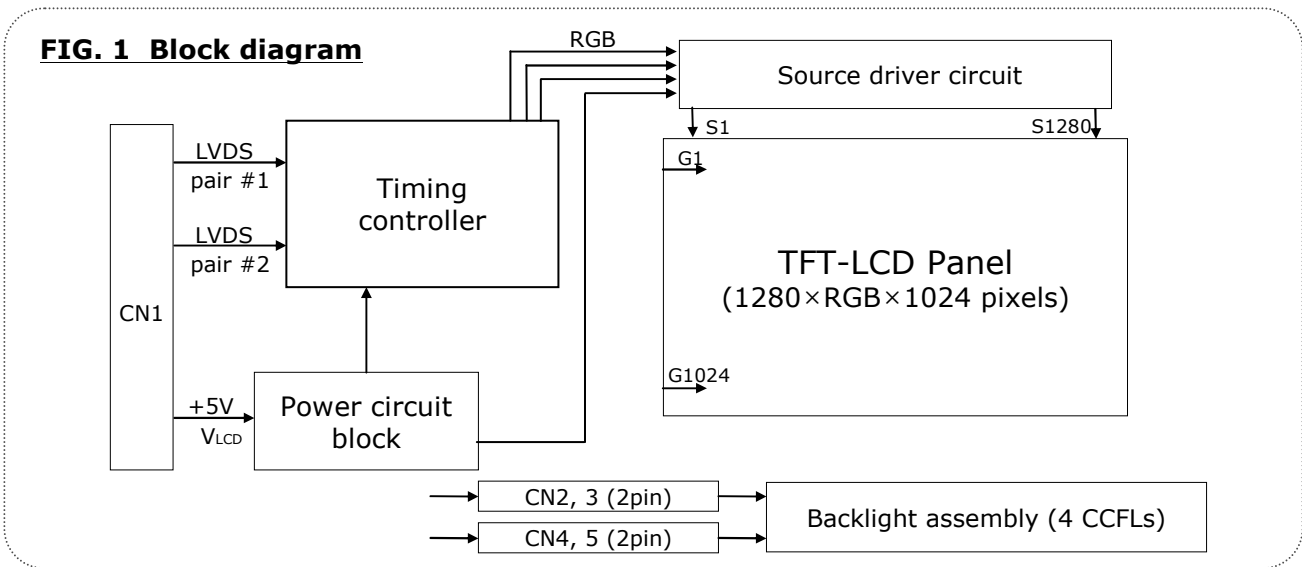 FIG. 1 Block diagram
RGB
Source driver circuit
S1
S1280
CN1
LVDS
pair #1
LVDS
pair #2
Timing
controller
G1
TFT-LCD Panel
(1280×RGB×1024 pixels)
G1024
+5V
VLCD
Power circuit
block
CN2, 3 (2pin)
CN4, 5 (2pin)
Backlight assembly (4 CCFLs)